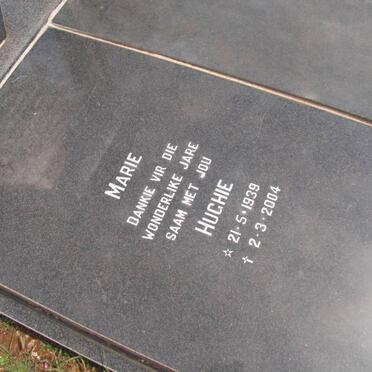 MARIE
DANKIE VIR DIE
WONDERLIKE JARE
SAAM MET JOU
HUGHIE
☆ 21·5·1939
✝ 2·3·2004